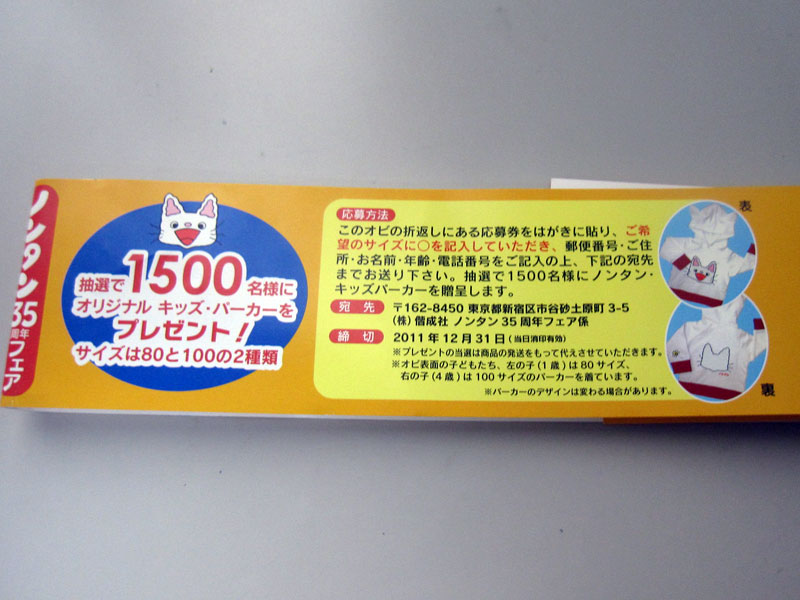 ノンタン35周年フェア
抽選で1500名様に
オリジナル キッズ・パーカーを
プレゼント!
サイズは80と100の2種類
応募方法
このオビの折返しにある応募券をはがきに貼り、ご希
望のサイズに○を記入していただき、郵便番号・ご住
所・お名前・年齢・電話番号をご記入の上、下記の宛先
までお送り下さい。抽選で1500名様にノンタン・
キッズパーカーを贈呈します。
宛先 〒162-8450 東京都新宿区市谷砂土原町 3-5
(株) 偕成社 ノンタン 35 周年フェア係
締切 2011 年 12 月 31 日 (当日消印有効)
※プレゼントの当選は商品の発送をもって代えさせていただきます。
※オビ表面の子どもたち、左の子(1 歳)は 80 サイズ、
右の子(4 歳)は 100 サイズのパーカーを着ています。
※パーカーのデザインは変わる場合があります。
表
裏